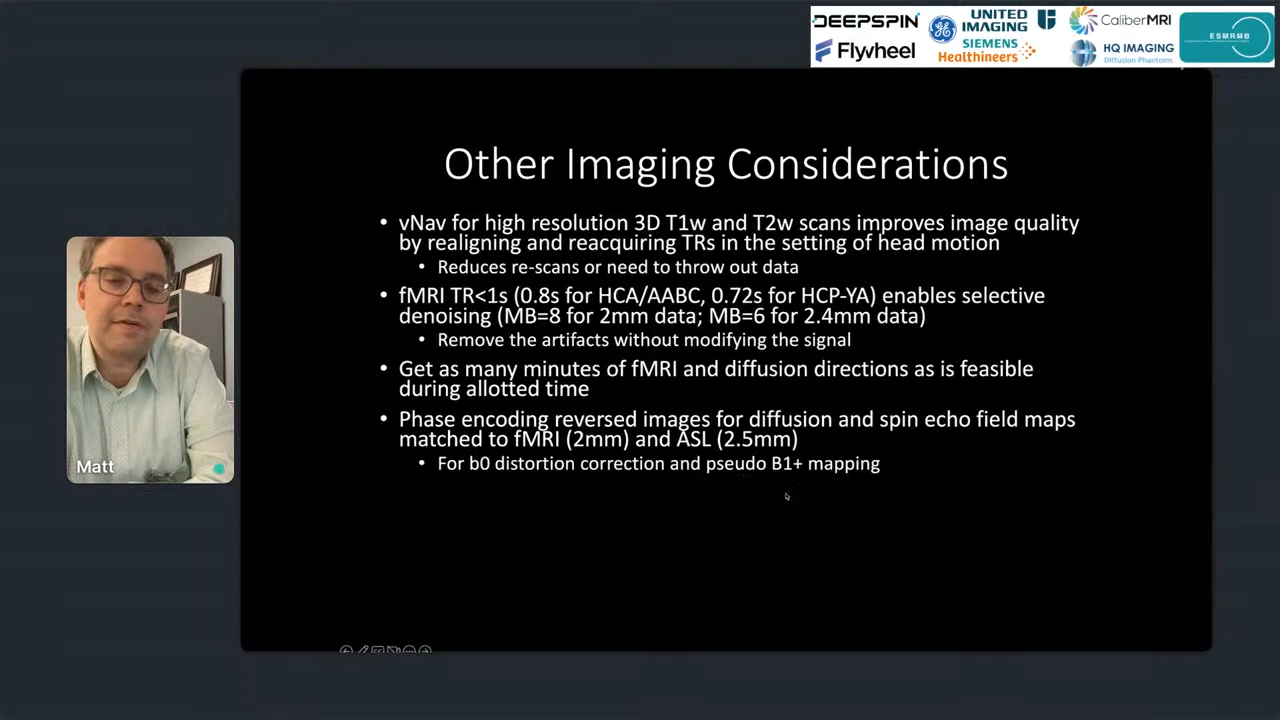 DEEPSPIN
UNITED
IMAGING
CaliberMRI
ESMRMB
Flywheel
SIEMENS
Healthineers
HQ IMAGING
Diffusion Phantoms
Other Imaging Considerations
• vNav for high resolution 3D T1w and T2w scans improves image quality
by realigning and reacquiring TRs in the setting of head motion
• Reduces re-scans or need to throw out data
• fMRI TR<1s (0.8s for HCA/AABC, 0.72s for HCP-YA) enables selective
denoising (MB=8 for 2mm data; MB=6 for 2.4mm data)
• Remove the artifacts without modifying the signal
• Get as many minutes of fMRI and diffusion directions as is feasible
during allotted time
• Phase encoding reversed images for diffusion and spin echo field maps
matched to fMRI (2mm) and ASL (2.5mm)
• For b0 distortion correction and pseudo B1+ mapping
Matt